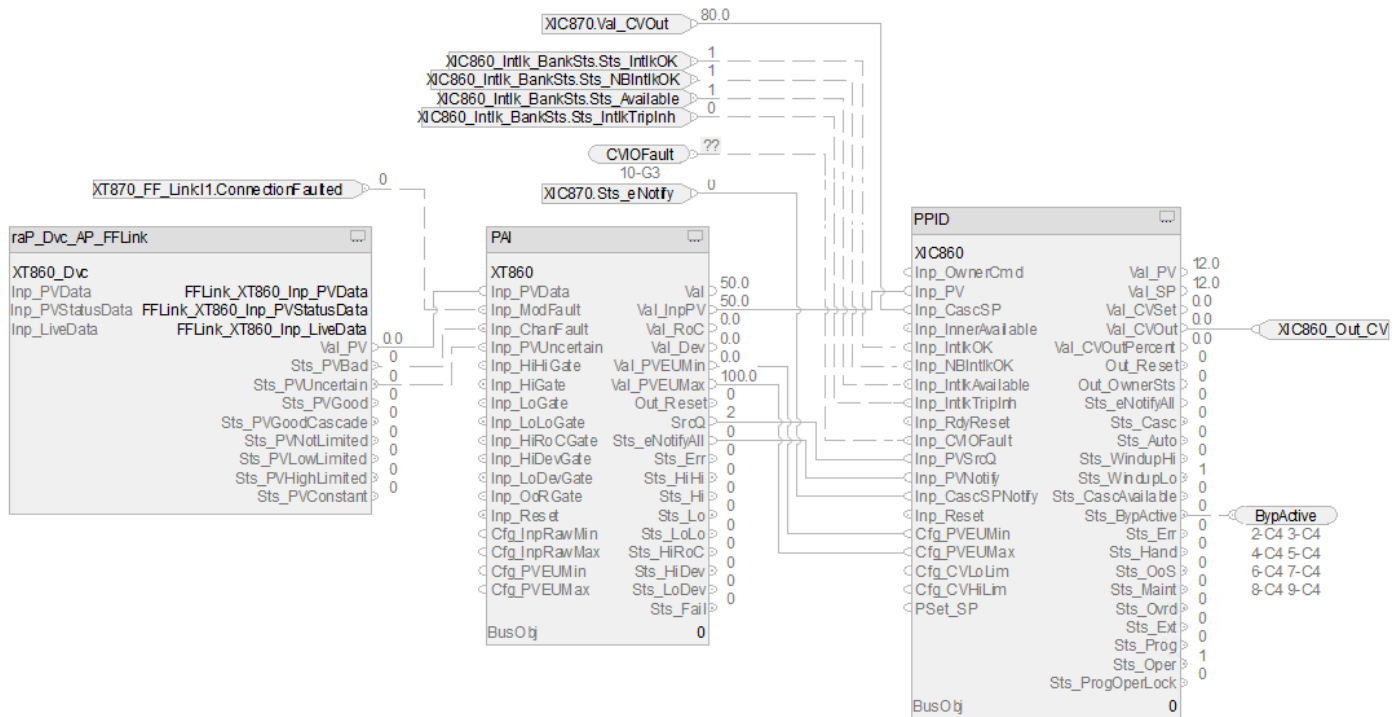 XIC870.Val_CVOut 80.0
XIC860_Intlk_BankSts.Sts_IntlkOK 1
XIC860_Intlk_BankSts.Sts_NBIntlkOK 1
XIC860_Intlk_BankSts.Sts_Available 1
XIC860_Intlk_BankSts.Sts_IntlkTripInh 0
CVIOFault ??
10-G3
XIC870.Sts_eNotify 0
XT870_FF_Link:I1.ConnectionFaulted 0
raP_Dvc_AP_FFLink
XT860_Dvc
Inp_PVData FFLink_XT860_Inp_PVData
Inp_PVStatusData FFLink_XT860_Inp_PVStatusData
Inp_LiveData FFLink_XT860_Inp_LiveData
Val_PV 0.0
Sts_PVBad 0
Sts_PVUncertain 0
Sts_PVGood 0
Sts_PVGoodCascade 0
Sts_PVNotLimited 0
Sts_PVLowLimited 0
Sts_PVHighLimited 0
Sts_PVConstant 0
PAI
XT860
Inp_PVData Val 50.0
Inp_ModFault Val_InpPV 50.0
Inp_ChanFault Val_RoC 0.0
Inp_PVUncertain Val_Dev 0.0
Inp_HiHiGate Val_PVEUMin 0.0
Inp_HiGate Val_PVEUMax 100.0
Inp_LoGate Out_Reset 0
Inp_LoLoGate SrcQ 2
Inp_HiRoCGate Sts_eNotifyAll 0
Inp_HiDevGate Sts_Err 0
Inp_LoDevGate Sts_HiHi 0
Inp_OoRGate Sts_Hi 0
Inp_Reset Sts_Lo 0
Cfg_InpRawMin Sts_LoLo 0
Cfg_InpRawMax Sts_HiRoC 0
Cfg_PVEUMin Sts_HiDev 0
Cfg_PVEUMax Sts_LoDev 0
Sts_Fail 0
BusObj 0
PPID
XIC860
Inp_OwnerCmd Val_PV 12.0
Inp_PV Val_SP 12.0
Inp_CascSP Val_CVSet 0.0
Inp_InnerAvailable Val_CVOut 0.0
Inp_IntlkOK Val_CVOutPercent 0.0
Inp_NBIntlkOK Out_Reset 0
Inp_IntlkAvailable Out_OwnerSts 0
Inp_IntlkTripInh Sts_eNotifyAll 0
Inp_RdyReset Sts_Casc 0
Inp_CVIOFault Sts_Auto 0
Inp_PVSrcQ Sts_WindupHi 0
Inp_PVNotify Sts_WindupLo 1
Inp_CascSPNotify Sts_CascAvailable 0
Inp_Reset Sts_BypActive 0
Cfg_PVEUMin Sts_Err 0
Cfg_PVEUMax Sts_Hand 0
Cfg_CVLoLim Sts_OoS 0
Cfg_CVHiLim Sts_Maint 0
PSet_SP Sts_Ovrd 0
Sts_Ext 0
Sts_Prog 0
Sts_Oper 1
Sts_ProgOperLock 0
BusObj 0
XIC860_Out_CV
BypActive
2-C4 3-C4
4-C4 5-C4
6-C4 7-C4
8-C4 9-C4